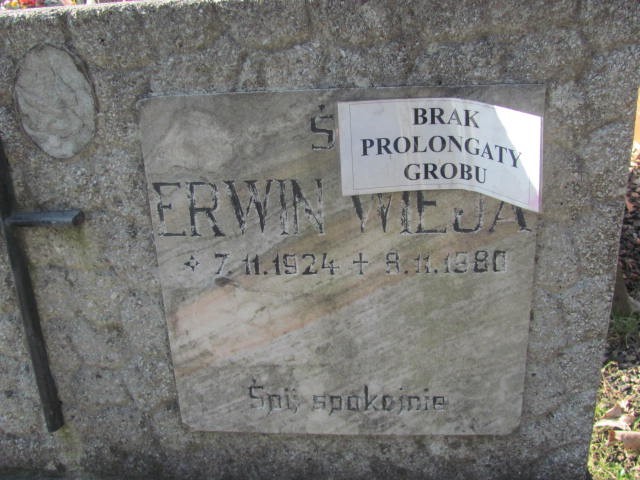 Ś
BRAK
PROLONGATY
GROBU
ERWIN WIEJA
* 7.11.1924 + 8.11.1980
Śpij spokojnie